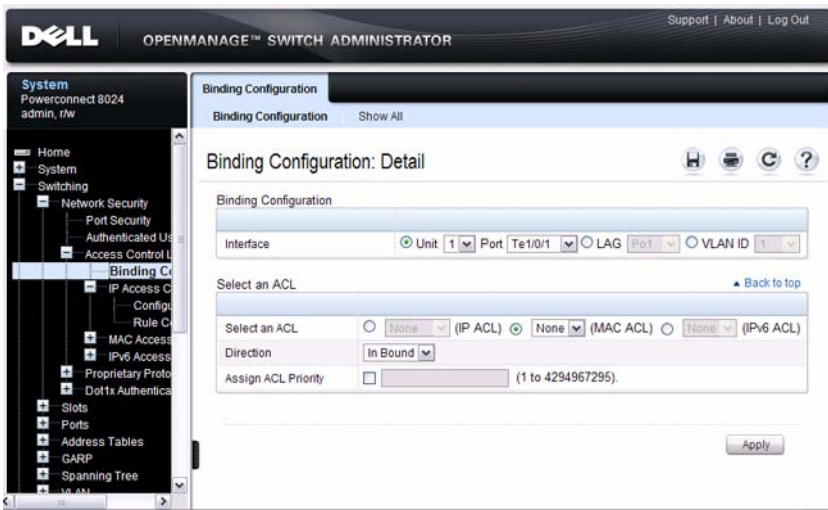 DELL OPENMANAGE™ SWITCH ADMINISTRATOR
Support | About | Log Out
System
Powerconnect 8024
admin, r/w
Home
System
Switching
Network Security
Port Security
Authenticated Us
Access Control L
Binding Co
IP Access C
Configu
Rule Co
MAC Access
IPv6 Access
Proprietary Proto
Dot1x Authentica
Slots
Ports
Address Tables
GARP
Spanning Tree
VLAN
Binding Configuration
Binding Configuration Show All
Binding Configuration: Detail
Binding Configuration
Interface Unit 1 Port Te1/0/1 LAG Po1 VLAN ID 1
Select an ACL Back to top
Select an ACL None (IP ACL) None (MAC ACL) None (IPv6 ACL)
Direction In Bound
Assign ACL Priority (1 to 4294967295).
Apply